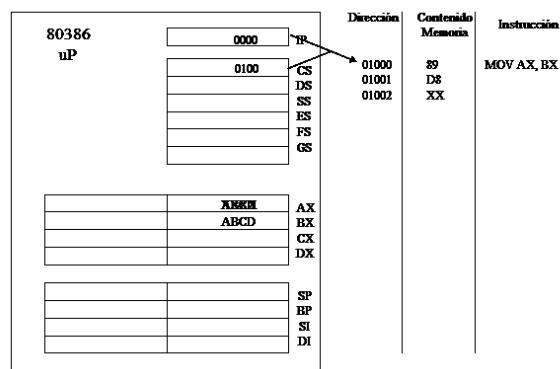 80386
uP
0000 IP
0100 CS
DS
SS
ES
FS
GS
AX
ABCD BX
CX
DX
SP
BP
SI
DI
Dirección Contenido Memoria Instrucción
01000 89 MOV AX, BX
01001 D8
01002 XX